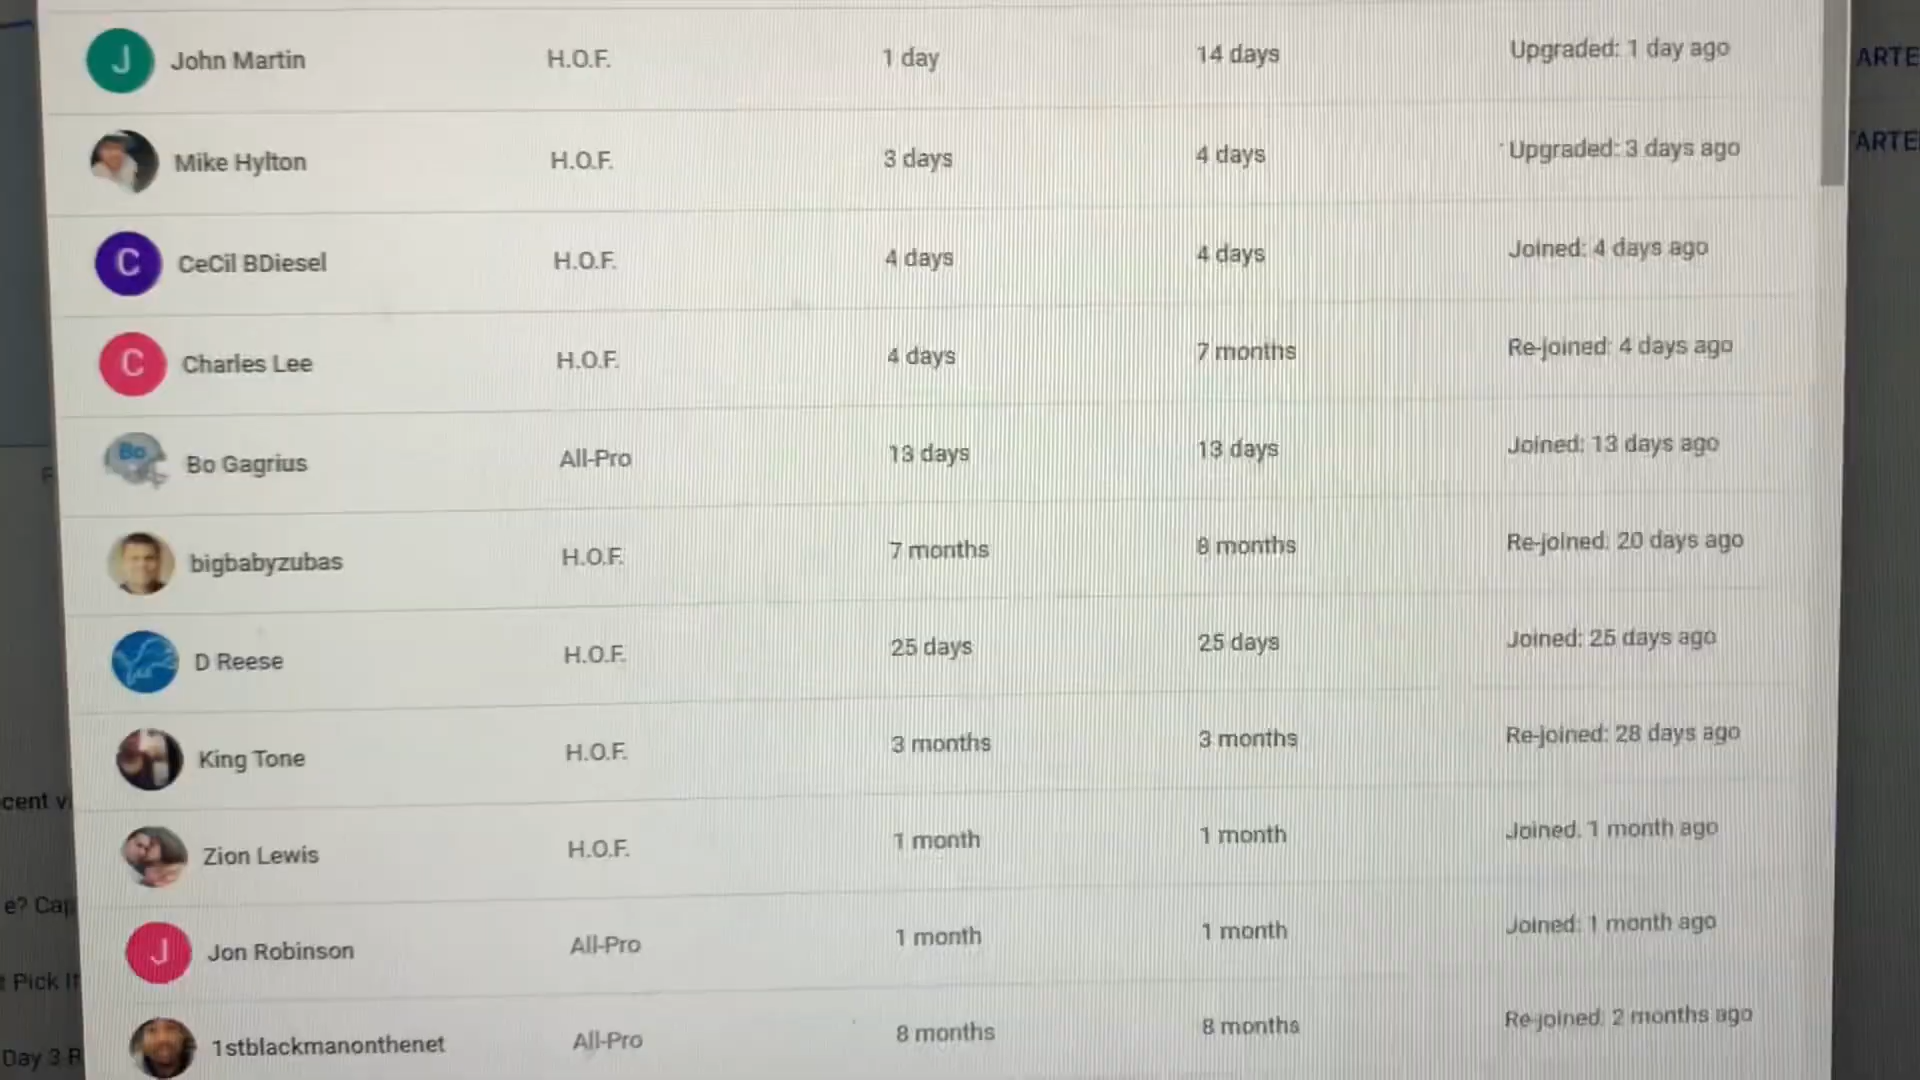 J John Martin H.O.F. 1 day 14 days Upgraded: 1 day ago
ARTE
Mike Hylton H.O.F. 3 days 4 days Upgraded: 3 days ago
ARTE
C CeCil BDiesel H.O.F. 4 days 4 days Joined: 4 days ago
C Charles Lee H.O.F. 4 days 7 months Re-joined: 4 days ago
Bo Bo Gagrius All-Pro 13 days 13 days Joined: 13 days ago
bigbabyzubas H.O.F. 7 months 8 months Re-joined: 20 days ago
D Reese H.O.F. 25 days 25 days Joined: 25 days ago
King Tone H.O.F. 3 months 3 months Re-joined: 28 days ago
cent v
Zion Lewis H.O.F. 1 month 1 month Joined: 1 month ago
e? Cap
J Jon Robinson All-Pro 1 month 1 month Joined: 1 month ago
Pick It
1stblackmanonthenet All-Pro 8 months 8 months Re-joined: 2 months ago
Day 3 R